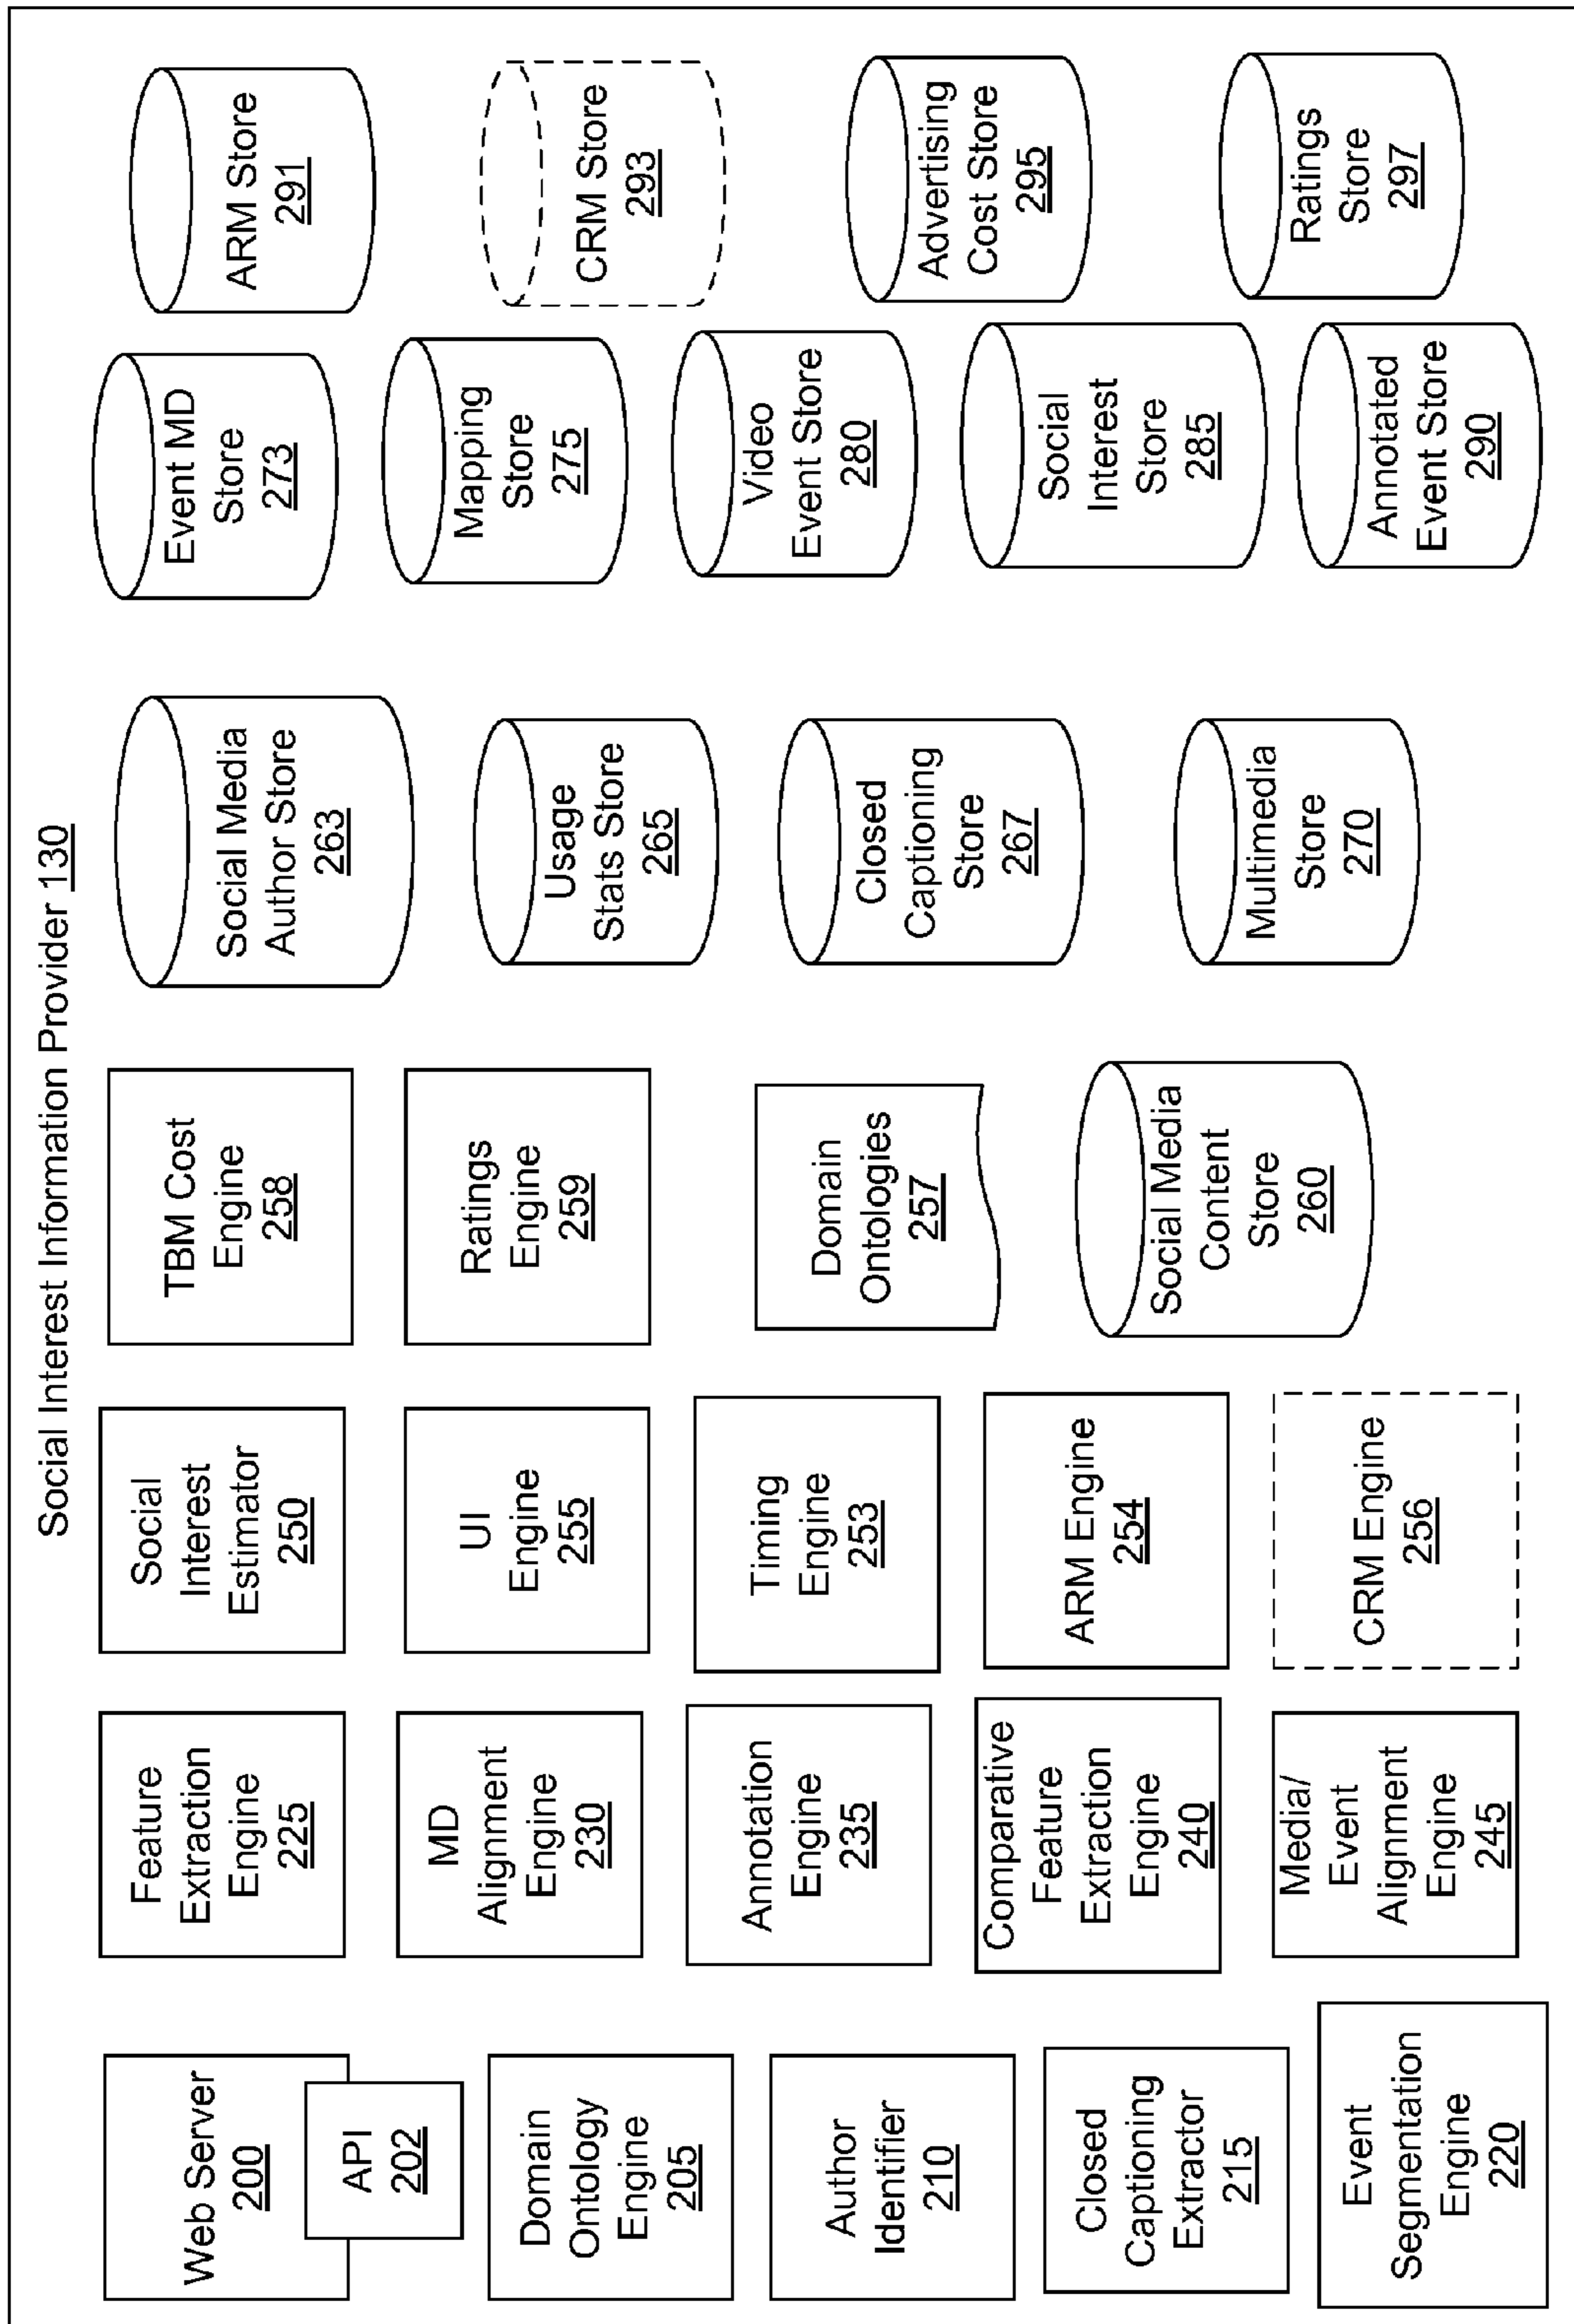 Social Interest Information Provider 130
Web Server
200
API
202
Domain
Ontology
Engine
205
Author
Identifier
210
Closed
Captioning
Extractor
215
Event
Segmentation
Engine
220
Feature
Extraction
Engine
225
MD
Alignment
Engine
230
Annotation
Engine
235
Comparative
Feature
Extraction
Engine
240
Media/
Event
Alignment
Engine
245
Social
Interest
Estimator
250
UI
Engine
255
Timing
Engine
253
ARM Engine
254
CRM Engine
256
TBM Cost
Engine
258
Ratings
Engine
259
Domain
Ontologies
257
Social Media
Content
Store
260
Social Media
Author Store
263
Usage
Stats Store
265
Closed
Captioning
Store
267
Multimedia
Store
270
Event MD
Store
273
Mapping
Store
275
Video
Event Store
280
Social
Interest
Store
285
Annotated
Event Store
290
ARM Store
291
CRM Store
293
Advertising
Cost Store
295
Ratings
Store
297